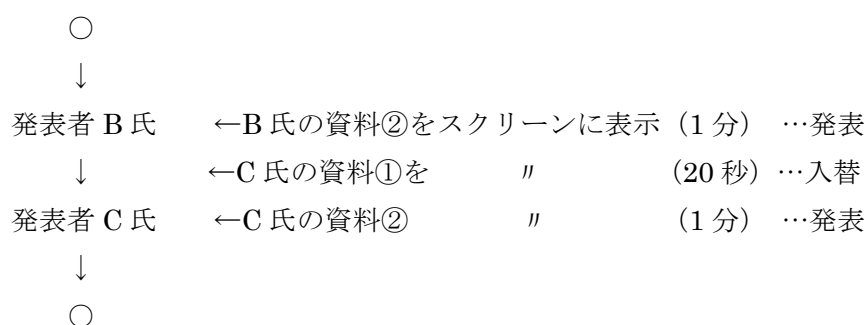 ○
↓
発表者 B 氏 ←B 氏の資料②をスクリーンに表示（1 分） …発表
↓ ←C 氏の資料①を 〃 （20 秒） …入替
発表者 C 氏 ←C 氏の資料② 〃 （1 分） …発表
↓
○